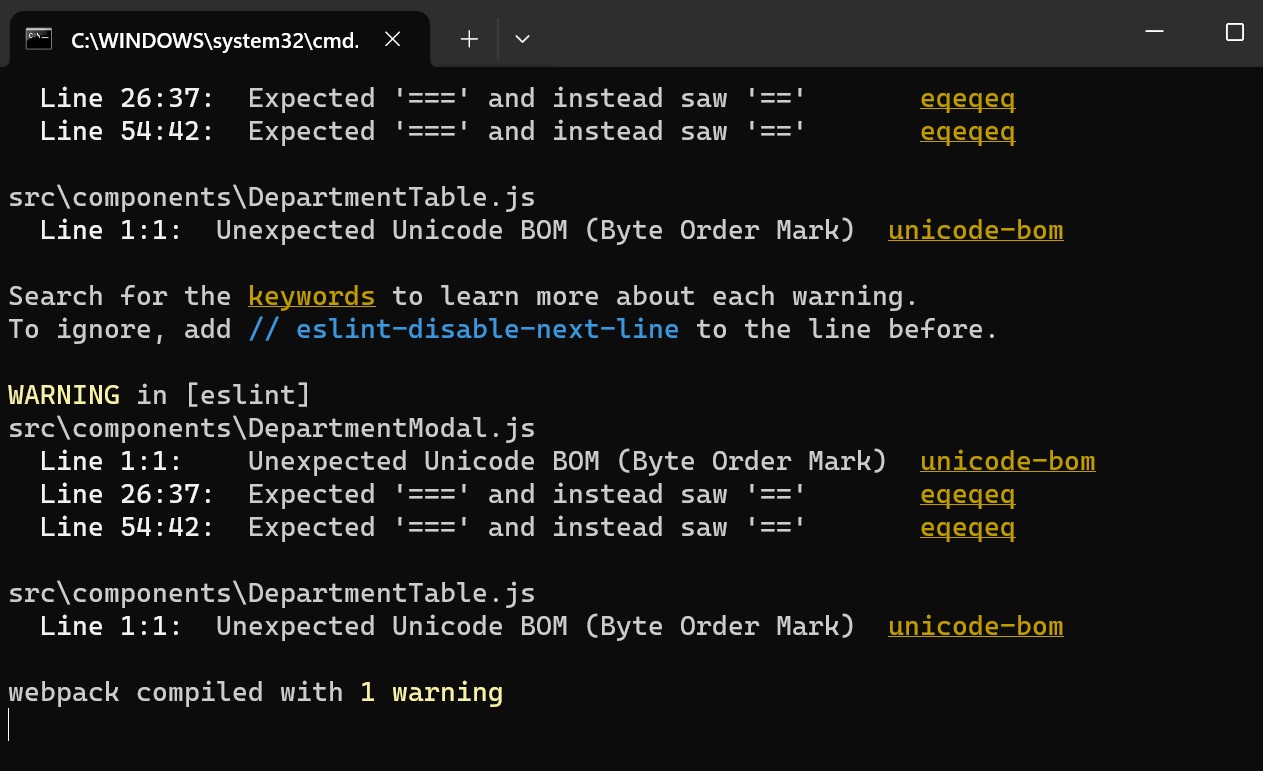 C:\WINDOWS\system32\cmd.
Line 26:37:  Expected '===' and instead saw '=='  eqeqeq
Line 54:42:  Expected '===' and instead saw '=='  eqeqeq
src\components\DepartmentTable.js
Line 1:1:  Unexpected Unicode BOM (Byte Order Mark)  unicode-bom
Search for the keywords to learn more about each warning.
To ignore, add // eslint-disable-next-line to the line before.
WARNING in [eslint]
src\components\DepartmentModal.js
Line 1:1:  Unexpected Unicode BOM (Byte Order Mark)  unicode-bom
Line 26:37:  Expected '===' and instead saw '=='  eqeqeq
Line 54:42:  Expected '===' and instead saw '=='  eqeqeq
src\components\DepartmentTable.js
Line 1:1:  Unexpected Unicode BOM (Byte Order Mark)  unicode-bom
webpack compiled with 1 warning